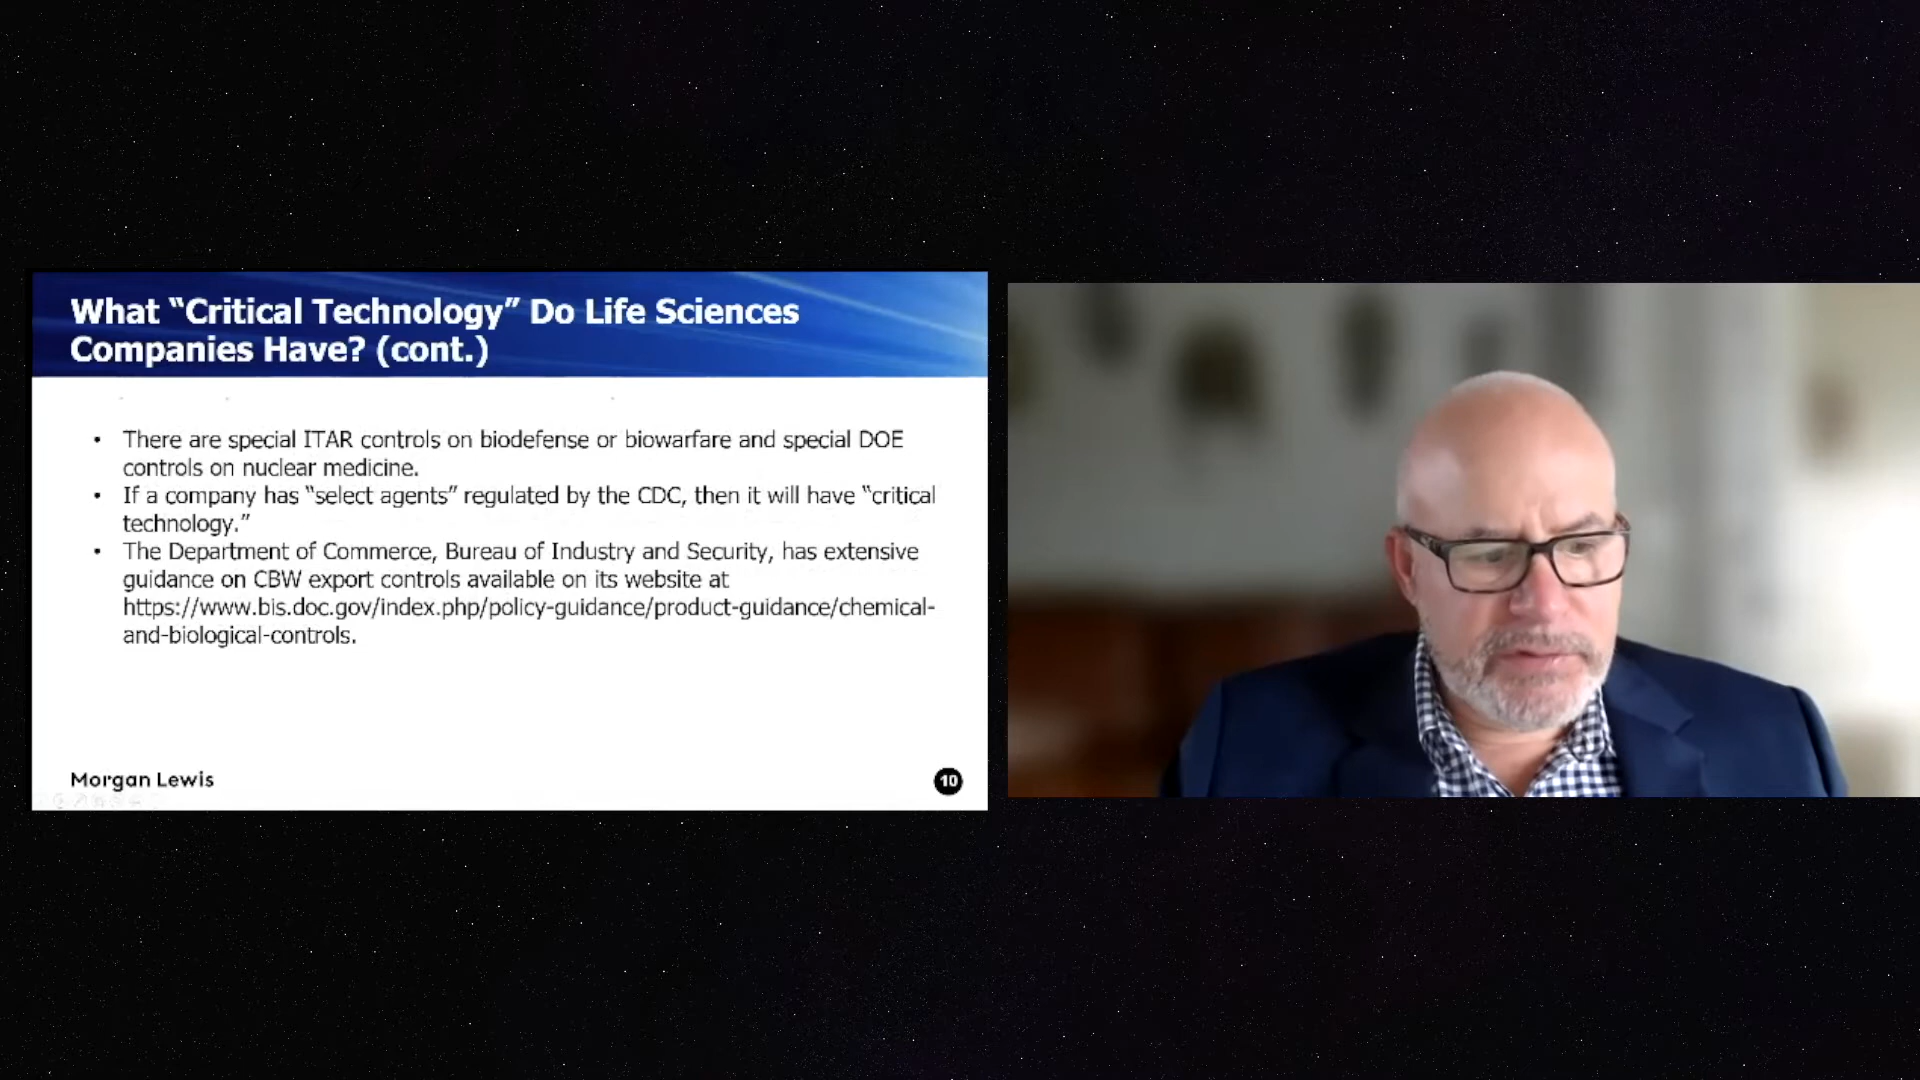 What “Critical Technology” Do Life Sciences
Companies Have? (cont.)
• There are special ITAR controls on biodefense or biowarfare and special DOE
controls on nuclear medicine.
• If a company has “select agents” regulated by the CDC, then it will have “critical
technology.”
• The Department of Commerce, Bureau of Industry and Security, has extensive
guidance on CBW export controls available on its website at
https://www.bis.doc.gov/index.php/policy-guidance/product-guidance/chemical-
and-biological-controls.
Morgan Lewis
10